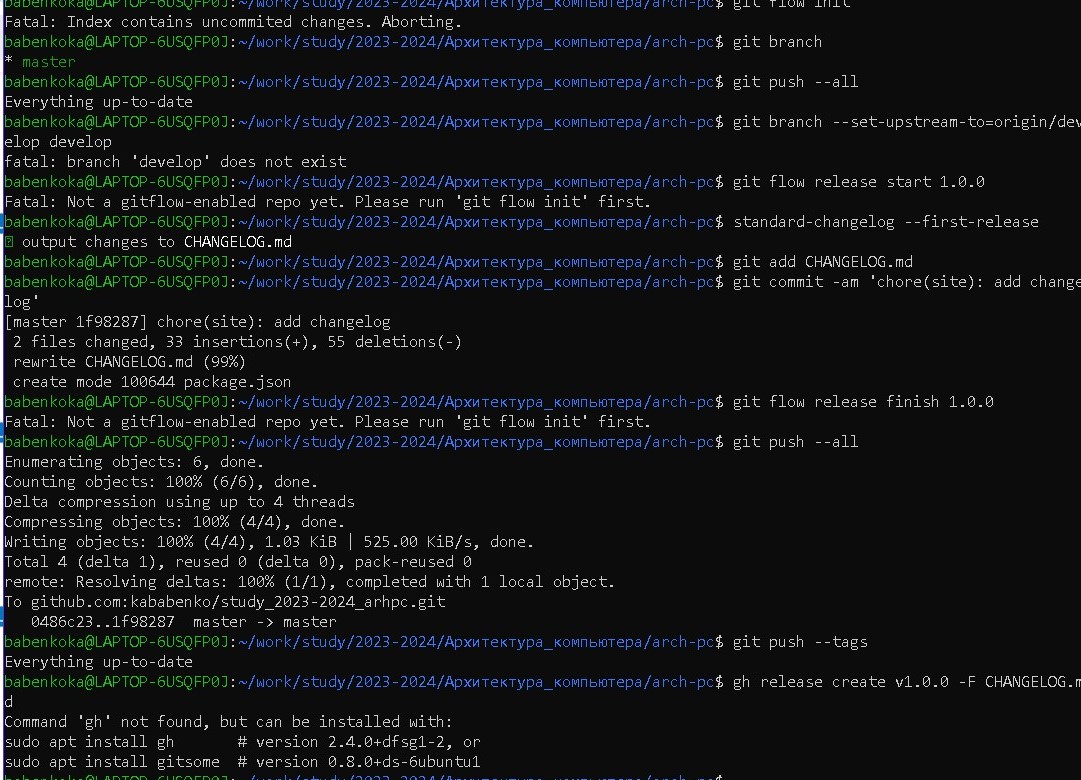 babenkoka@LAPTOP-6USQFP0J:~/work/study/2023-2024/Архитектура_компьютера/arch-pc$ git flow init
Fatal: Index contains uncommited changes. Aborting.
babenkoka@LAPTOP-6USQFP0J:~/work/study/2023-2024/Архитектура_компьютера/arch-pc$ git branch
* master
babenkoka@LAPTOP-6USQFP0J:~/work/study/2023-2024/Архитектура_компьютера/arch-pc$ git push --all
Everything up-to-date
babenkoka@LAPTOP-6USQFP0J:~/work/study/2023-2024/Архитектура_компьютера/arch-pc$ git branch --set-upstream-to=origin/dev
elop develop
fatal: branch 'develop' does not exist
babenkoka@LAPTOP-6USQFP0J:~/work/study/2023-2024/Архитектура_компьютера/arch-pc$ git flow release start 1.0.0
Fatal: Not a gitflow-enabled repo yet. Please run 'git flow init' first.
babenkoka@LAPTOP-6USQFP0J:~/work/study/2023-2024/Архитектура_компьютера/arch-pc$ standard-changelog --first-release
output changes to CHANGELOG.md
babenkoka@LAPTOP-6USQFP0J:~/work/study/2023-2024/Архитектура_компьютера/arch-pc$ git add CHANGELOG.md
babenkoka@LAPTOP-6USQFP0J:~/work/study/2023-2024/Архитектура_компьютера/arch-pc$ git commit -am 'chore(site): add change
log'
[master 1f98287] chore(site): add changelog
 2 files changed, 33 insertions(+), 55 deletions(-)
 rewrite CHANGELOG.md (99%)
 create mode 100644 package.json
babenkoka@LAPTOP-6USQFP0J:~/work/study/2023-2024/Архитектура_компьютера/arch-pc$ git flow release finish 1.0.0
Fatal: Not a gitflow-enabled repo yet. Please run 'git flow init' first.
babenkoka@LAPTOP-6USQFP0J:~/work/study/2023-2024/Архитектура_компьютера/arch-pc$ git push --all
Enumerating objects: 6, done.
Counting objects: 100% (6/6), done.
Delta compression using up to 4 threads
Compressing objects: 100% (4/4), done.
Writing objects: 100% (4/4), 1.03 KiB | 525.00 KiB/s, done.
Total 4 (delta 1), reused 0 (delta 0), pack-reused 0
remote: Resolving deltas: 100% (1/1), completed with 1 local object.
To github.com:kababenko/study_2023-2024_arhpc.git
   0486c23..1f98287  master -> master
babenkoka@LAPTOP-6USQFP0J:~/work/study/2023-2024/Архитектура_компьютера/arch-pc$ git push --tags
Everything up-to-date
babenkoka@LAPTOP-6USQFP0J:~/work/study/2023-2024/Архитектура_компьютера/arch-pc$ gh release create v1.0.0 -F CHANGELOG.m
d
Command 'gh' not found, but can be installed with:
sudo apt install gh       # version 2.4.0+dfsg1-2, or
sudo apt install gitsome  # version 0.8.0+ds-6ubuntu1